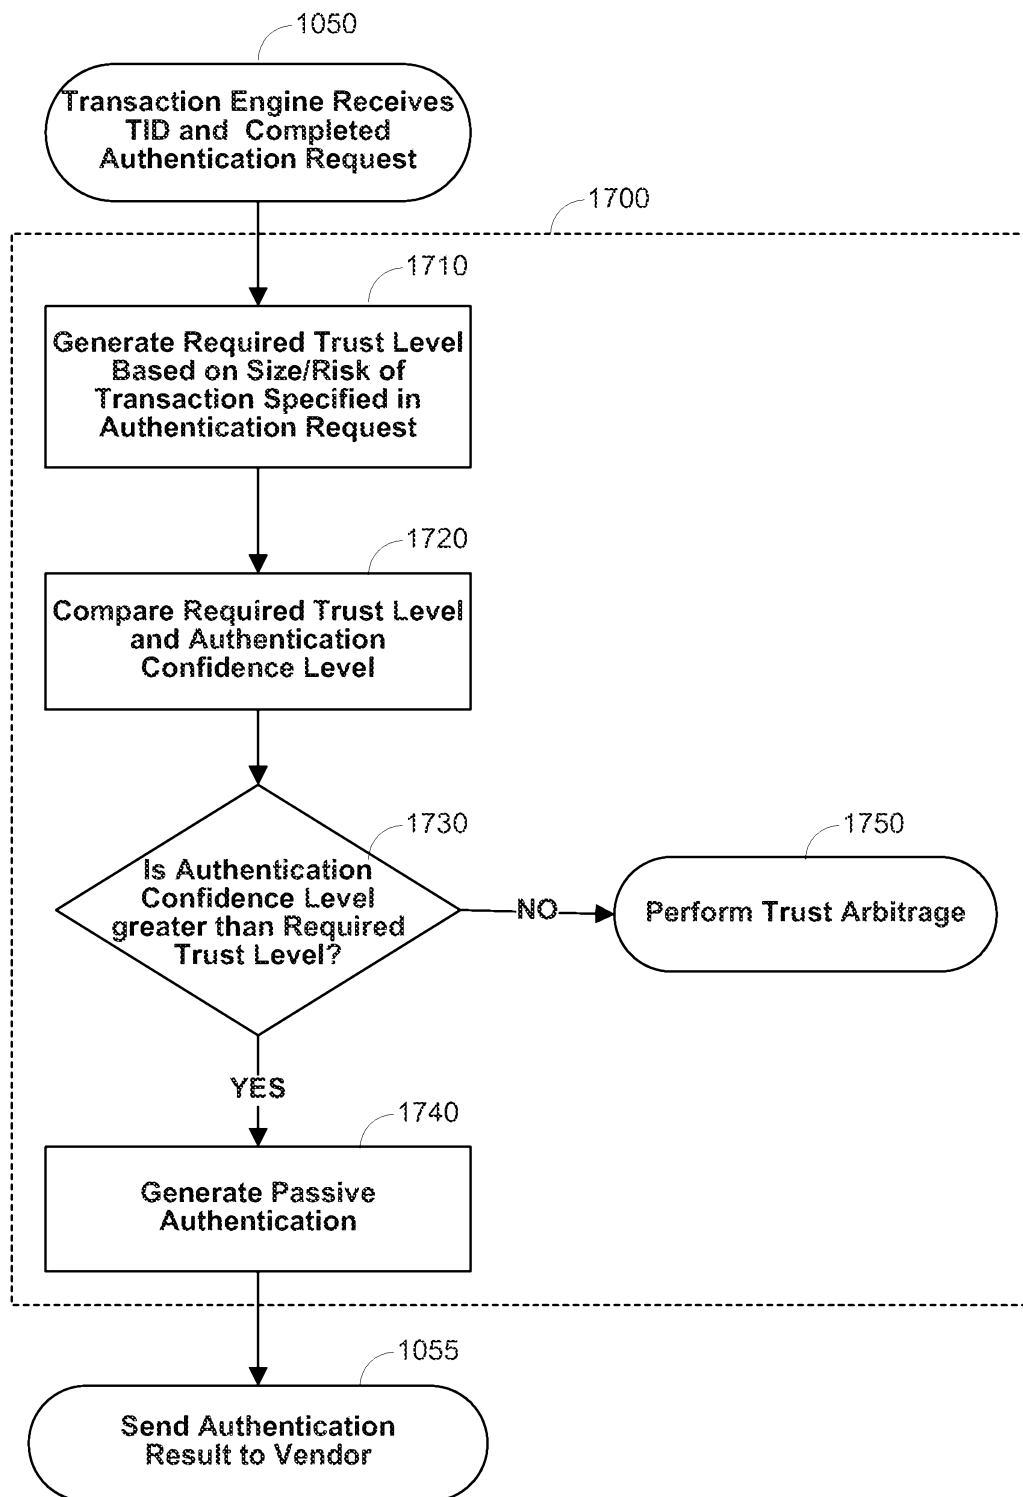 1050
Transaction Engine Receives
TID and Completed
Authentication Request
1700
1710
Generate Required Trust Level
Based on Size/Risk of
Transaction Specified in
Authentication Request
1720
Compare Required Trust Level
and Authentication
Confidence Level
1730
Is Authentication
Confidence Level
greater than Required
Trust Level?
NO
1750
Perform Trust Arbitrage
YES
1740
Generate Passive
Authentication
1055
Send Authentication
Result to Vendor